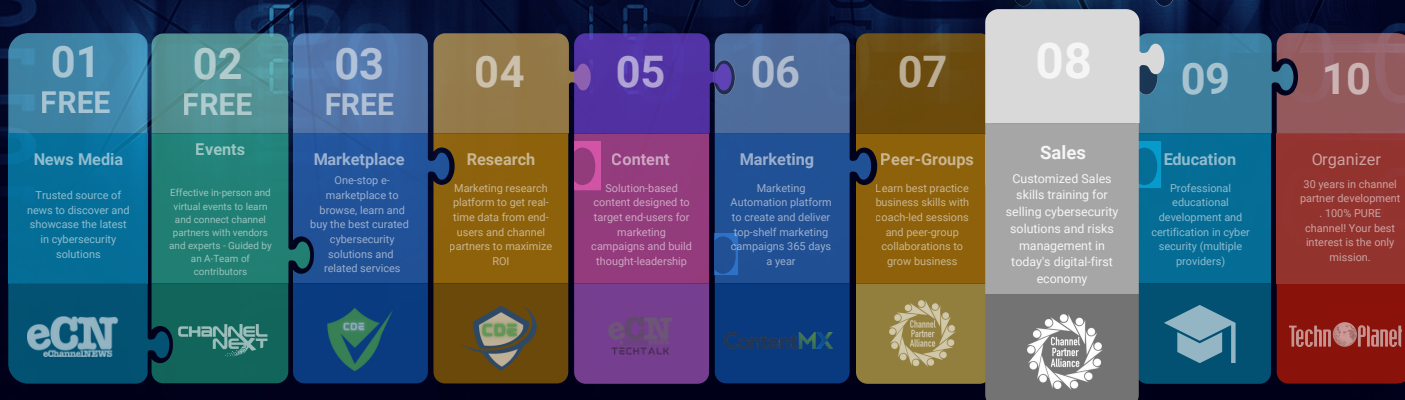 01
FREE
News Media
Trusted source of
news to discover and
showcase the latest
in cybersecurity
solutions
eCN
eChannelNEWS
02
FREE
Events
Effective in-person and
virtual events to learn
and connect channel
partners with vendors
and experts - Guided by
an A-Team of
contributors
CHANNEL
NEXT
03
FREE
Marketplace
One-stop e-
marketplace to
browse, learn and
buy the best curated
cybersecurity
solutions and
related services
CDE
04
Research
Marketing research
platform to get real-
time data from end-
users and channel
partners to maximize
ROI
CDE
05
Content
Solution-based
content designed to
target end-users for
marketing
campaigns and build
thought-leadership
eCN
TECHTALK
06
Marketing
Marketing
Automation platform
to create and deliver
top-shelf marketing
campaigns 365 days
a year
ContentMX
07
Peer-Groups
Learn best practice
business skills with
coach-led sessions
and peer-group
collaborations to
grow business
Channel
Partner
Alliance
08
Sales
Customized Sales
skills training for
selling cybersecurity
solutions and risks
management in
today's digital-first
economy
Channel
Partner
Alliance
09
Education
Professional
educational
development and
certification in cyber
security (multiple
providers)
10
Organizer
30 years in channel
partner development
. 100% PURE
channel! Your best
interest is the only
mission.
TechnoPlanet